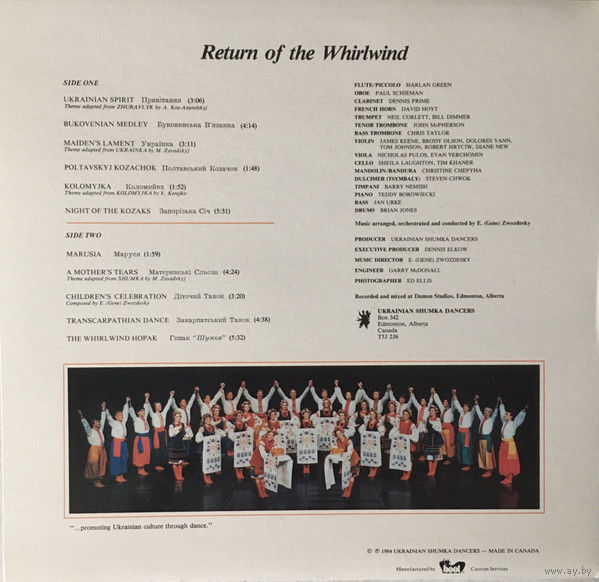 Return of the Whirlwind
SIDE ONE
UKRAINIAN SPIRIT Привітання (3:06)
Theme adapted from ZHURAVLYK by A. Kos-Anatolskyj
BUKOVENIAN MEDLEY Буковинська В'язанка (4:14)
MAIDEN'S LAMENT Українка (3:11)
Theme adapted from UKRAINKA by M. Zavadskyj
POLTAVSKYJ KOZACHOK Полтавський Козачок (1:48)
KOLOMYJKA Коломийка (1:52)
Theme adapted from KOLOMYJKA by V. Kerejko
NIGHT OF THE KOZAKS Запорізька Січ (5:31)
SIDE TWO
MARUSIA Маруся (1:59)
A MOTHER'S TEARS Материнські Сльози (4:24)
Theme adapted from SHUMKA by M. Zavadskyj
CHILDREN'S CELEBRATION Діточий Танок (3:20)
Composed by E. (Gene) Zwozdesky
TRANSCARPATHIAN DANCE Закарпатський Танок (4:38)
THE WHIRLWIND HOPAK Гопак "Шумка" (5:32)
FLUTE/PICCOLO HARLAN GREEN
OBOE PAUL SCHIEMAN
CLARINET DENNIS PRIME
FRENCH HORN DAVID HOYT
TRUMPET NEIL CORLETT, BILL DIMMER
TENOR TROMBONE JOHN McPHERSON
BASS TROMBONE CHRIS TAYLOR
VIOLIN JAMES KEENE, BRODY OLSON, DOLORES VANN,
TOM JOHNSON, ROBERT HRYCIW, DIANE NEW
VIOLA NICHOLAS PULOS, EVAN VERCHOMIN
CELLO SHEILA LAUGHTON, TIM KHANER
MANDOLIN/BANDURA CHRISTINE CHEPYHA
DULCIMER (TSYMBALY) STEVEN CHWOK
TIMPANI BARRY NEMISH
PIANO TEDDY BOROWIECKI
BASS JAN URKE
DRUMS BRIAN JONES
Music arranged, orchestrated and conducted by E. (Gene) Zwozdesky
PRODUCER UKRAINIAN SHUMKA DANCERS
EXECUTIVE PRODUCER DENNIS ELKOW
MUSIC DIRECTOR E. (GENE) ZWOZDESKY
ENGINEER GARRY McDONALL
PHOTOGRAPHER ED ELLIS
Recorded and mixed at Damon Studios, Edmonton, Alberta
UKRAINIAN SHUMKA DANCERS
Box 342
Edmonton, Alberta
Canada
T5J 2J6
"...promoting Ukrainian culture through dance."
© ℗ 1984 UKRAINIAN SHUMKA DANCERS — MADE IN CANADA
Manufactured by the hoof Custom Services
www.ay.by